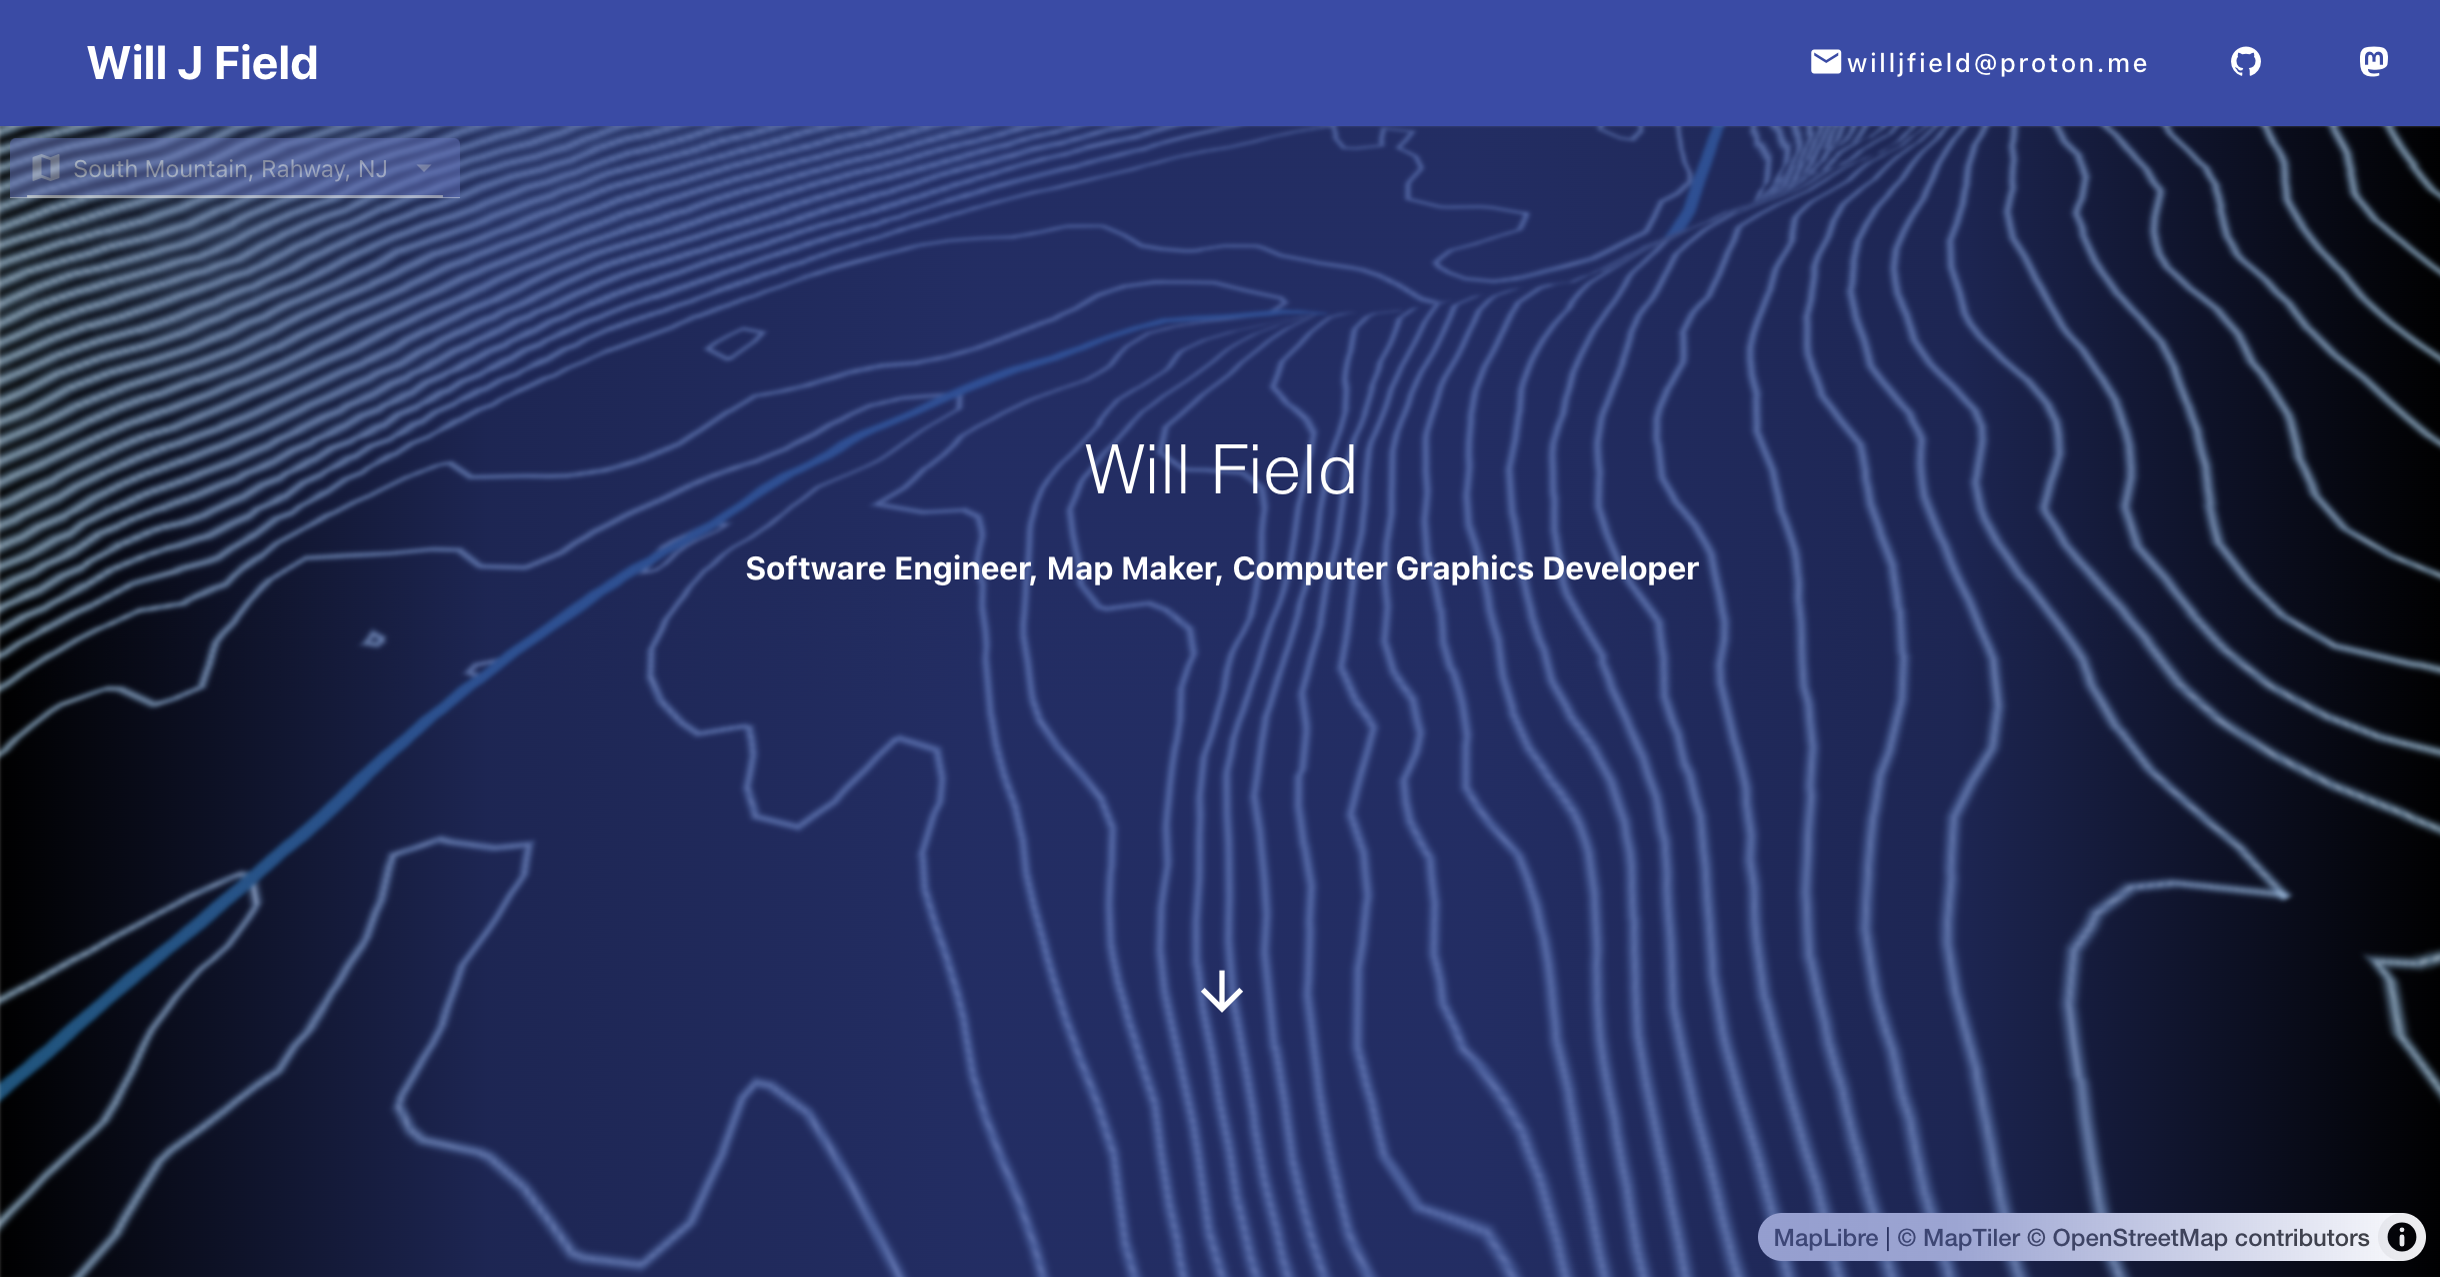 Will J Field
willjfield@proton.me
South Mountain, Rahway, NJ
Will Field
Software Engineer, Map Maker, Computer Graphics Developer
MapLibre | © MapTiler © OpenStreetMap contributors